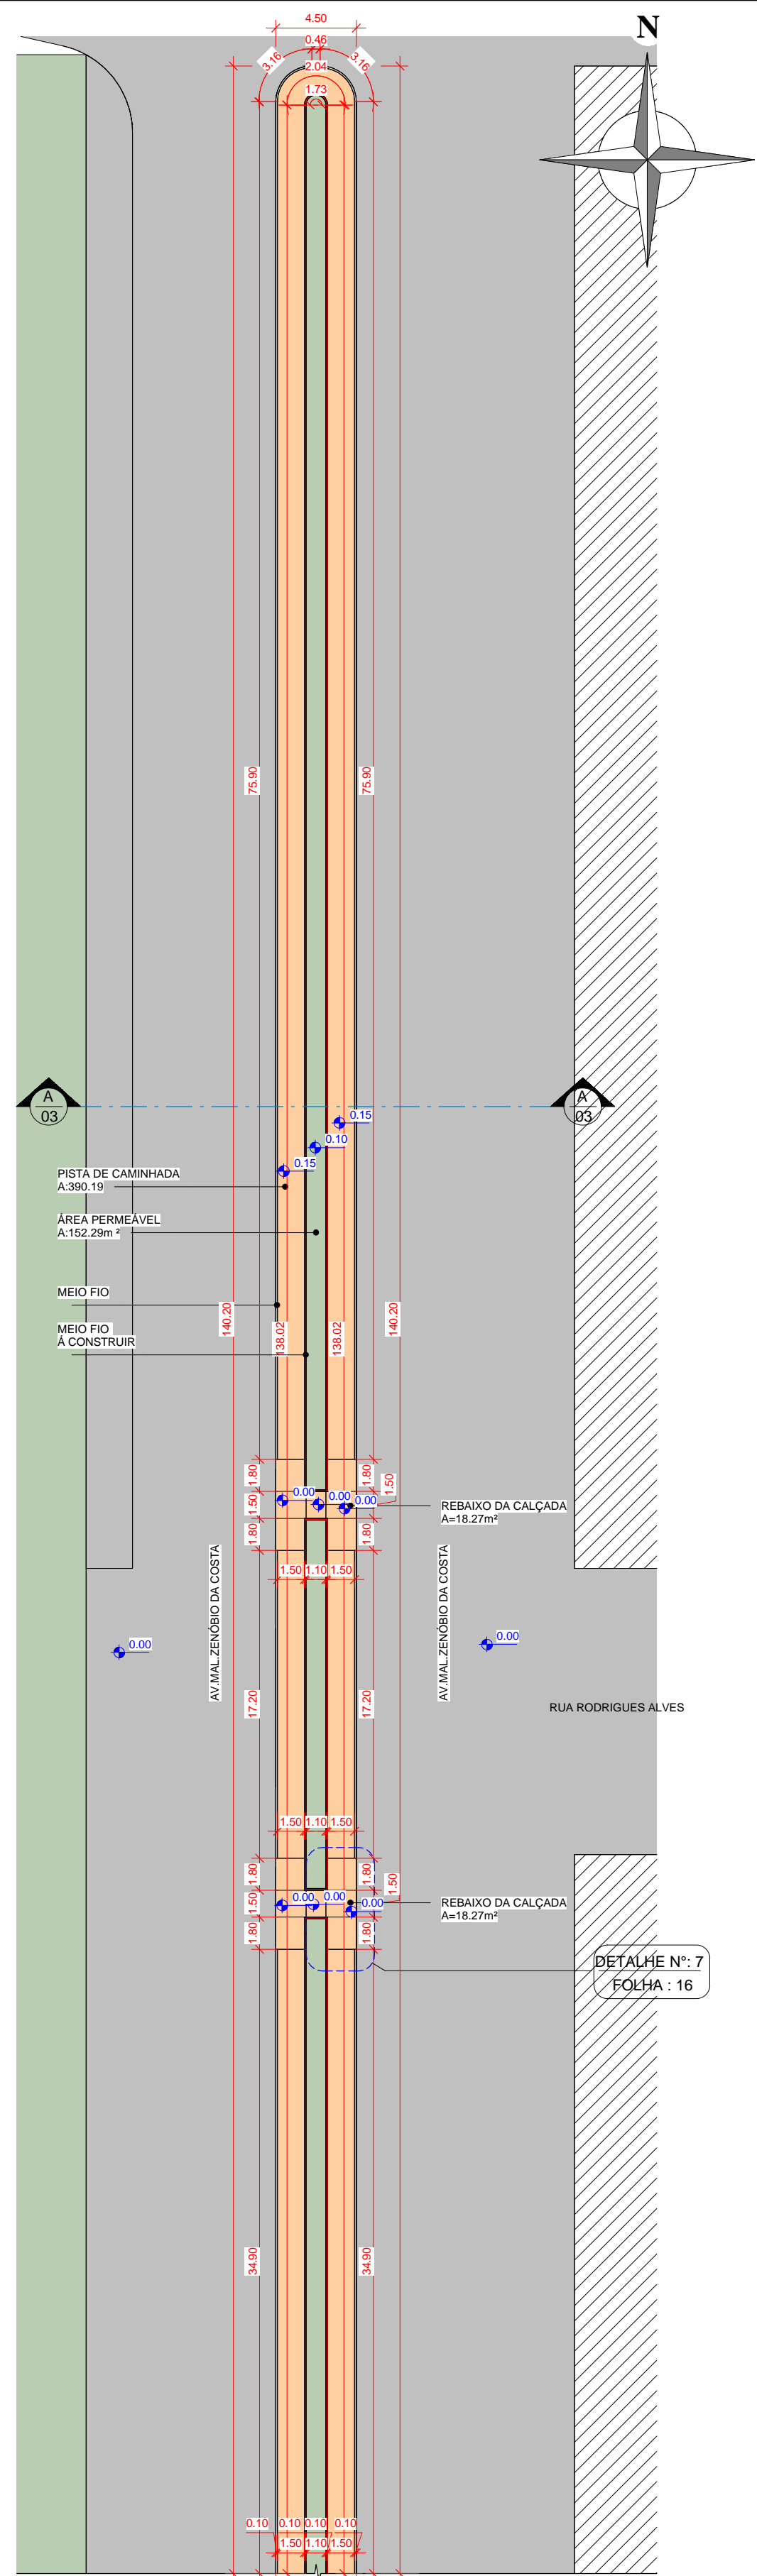 4.50
N
0.46
3.16
3.16
2.04
1.73
75.90
75.90
A
03
A
03
0.15
0.10
0.15
PISTA DE CAMINHADA
A:390.19
ÁREA PERMEÁVEL
A:152.29m ²
MEIO FIO
MEIO FIO
Á CONSTRUIR
140.20
138.02
138.02
140.20
1.80
1.80
1.50
1.50
0.00
0.00
0.00
REBAIXO DA CALÇADA
A=18.27m²
1.80
1.80
1.50
1.10
1.50
AV.MAL.ZENÓBIO DA COSTA
AV.MAL.ZENÓBIO DA COSTA
0.00
0.00
17.20
17.20
RUA RODRIGUES ALVES
1.50
1.10
1.50
1.80
1.80
1.50
1.50
0.00
0.00
0.00
REBAIXO DA CALÇADA
A=18.27m²
1.80
1.80
DETALHE N°: 7
FOLHA : 16
34.90
34.90
0.10
0.10
0.10
0.10
1.50
1.10
1.50